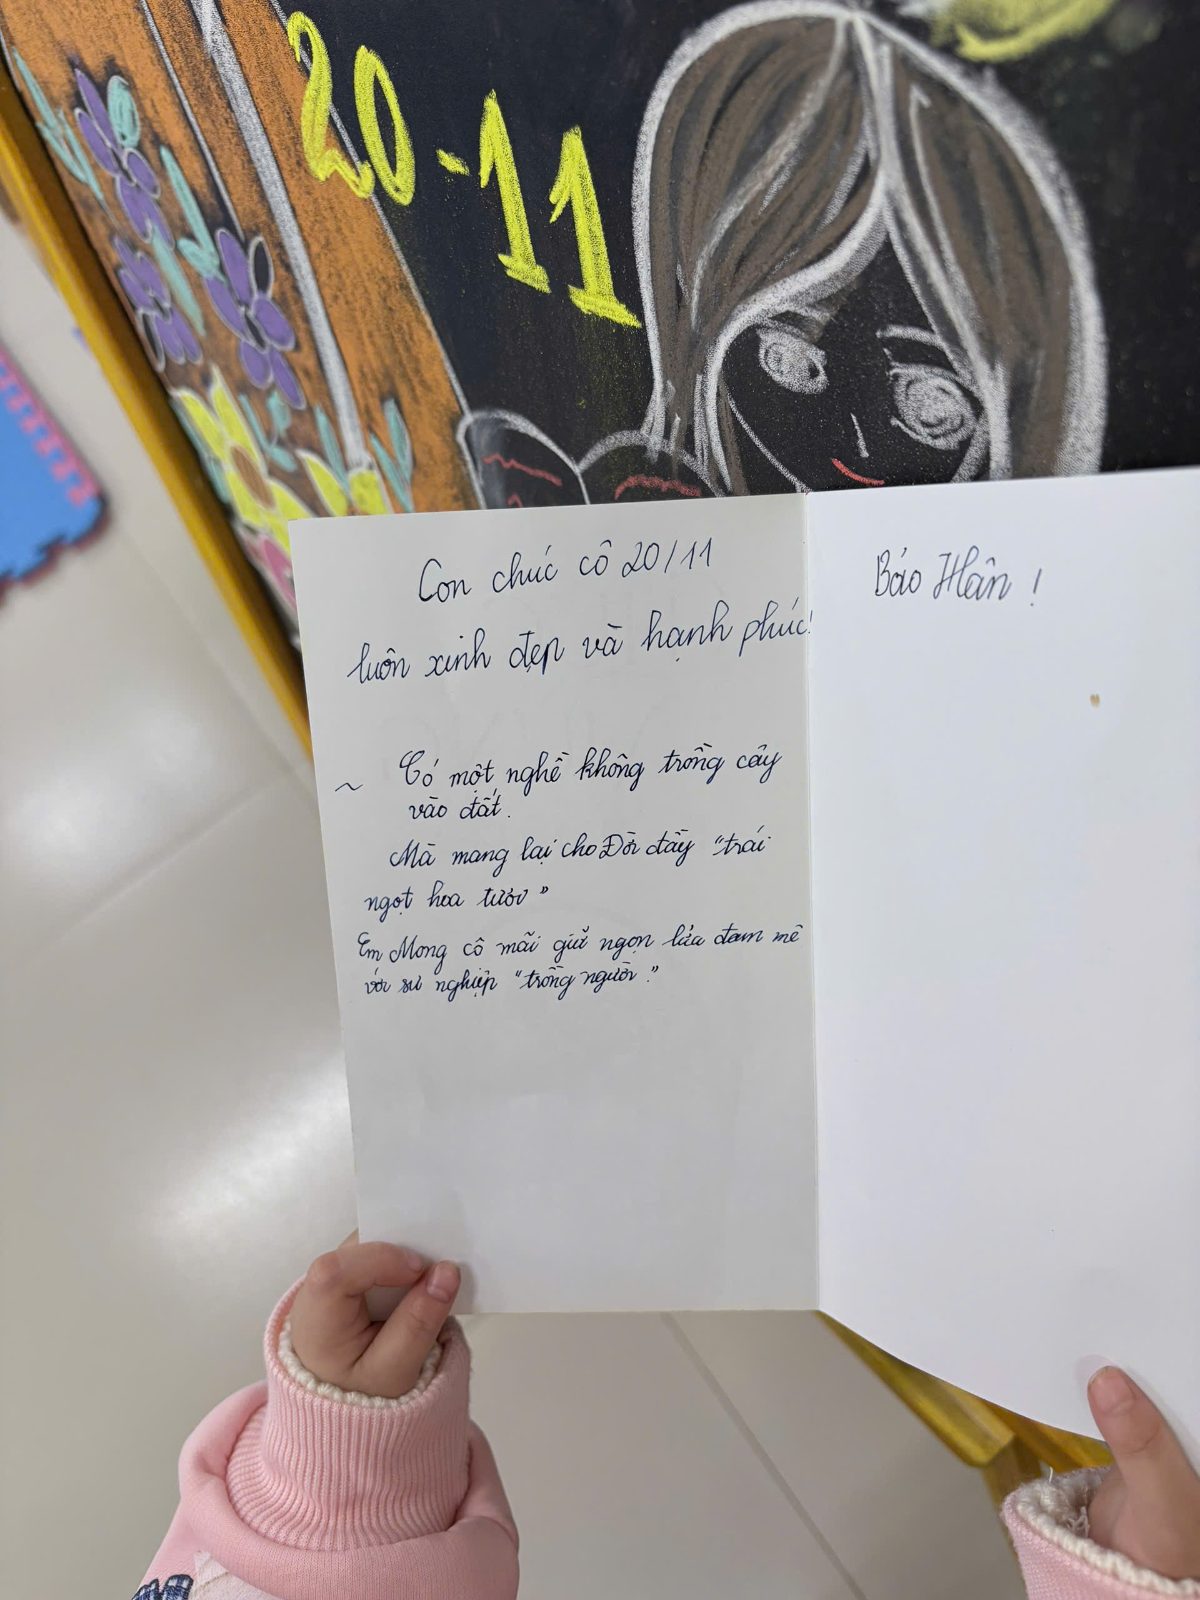 20-11
Con chúc cô 20/11
luôn xinh đẹp và hạnh phúc!
~ Có một nghề không trồng cây
vào đất.
Mà mang lại cho Đời đầy "trái
ngọt hoa tươi"
Em Mong cô mãi giữ ngọn lửa đam mê
với sự nghiệp "trồng người".
Bảo Hân !